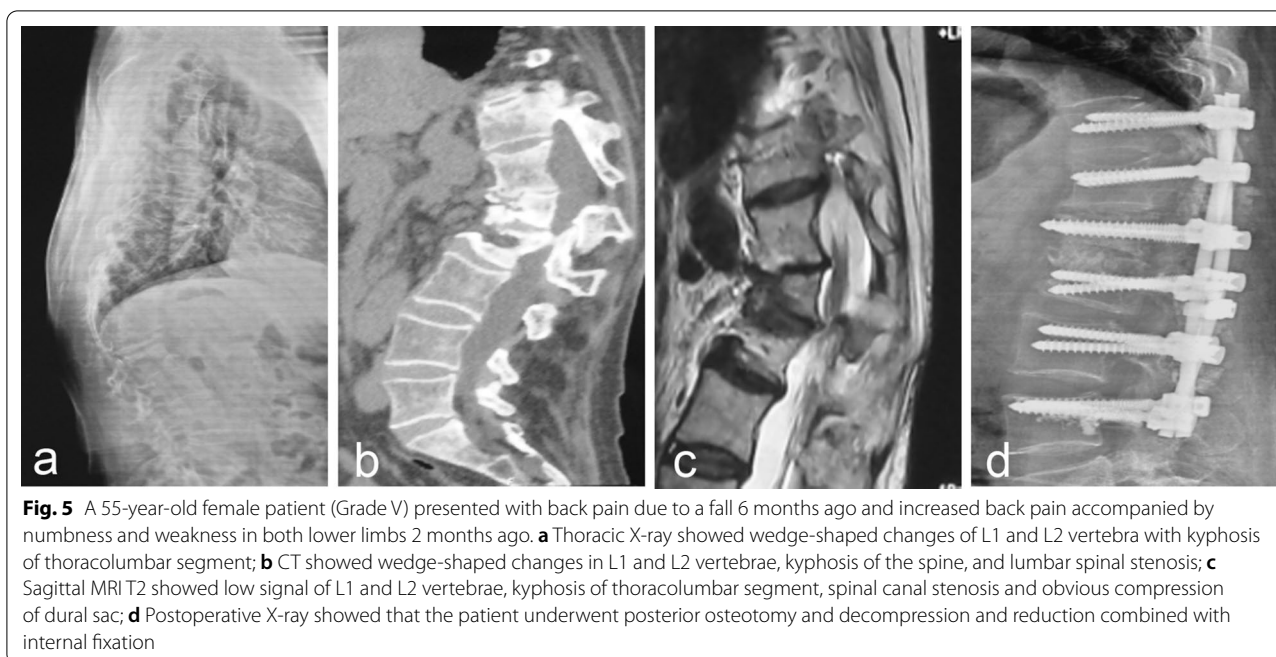 a
b
c
d
Fig. 5 A 55-year-old female patient (Grade V) presented with back pain due to a fall 6 months ago and increased back pain accompanied by
numbness and weakness in both lower limbs 2 months ago. a Thoracic X-ray showed wedge-shaped changes of L1 and L2 vertebra with kyphosis
of thoracolumbar segment; b CT showed wedge-shaped changes in L1 and L2 vertebrae, kyphosis of the spine, and lumbar spinal stenosis; c
Sagittal MRI T2 showed low signal of L1 and L2 vertebrae, kyphosis of thoracolumbar segment, spinal canal stenosis and obvious compression
of dural sac; d Postoperative X-ray showed that the patient underwent posterior osteotomy and decompression and reduction combined with
internal fixation